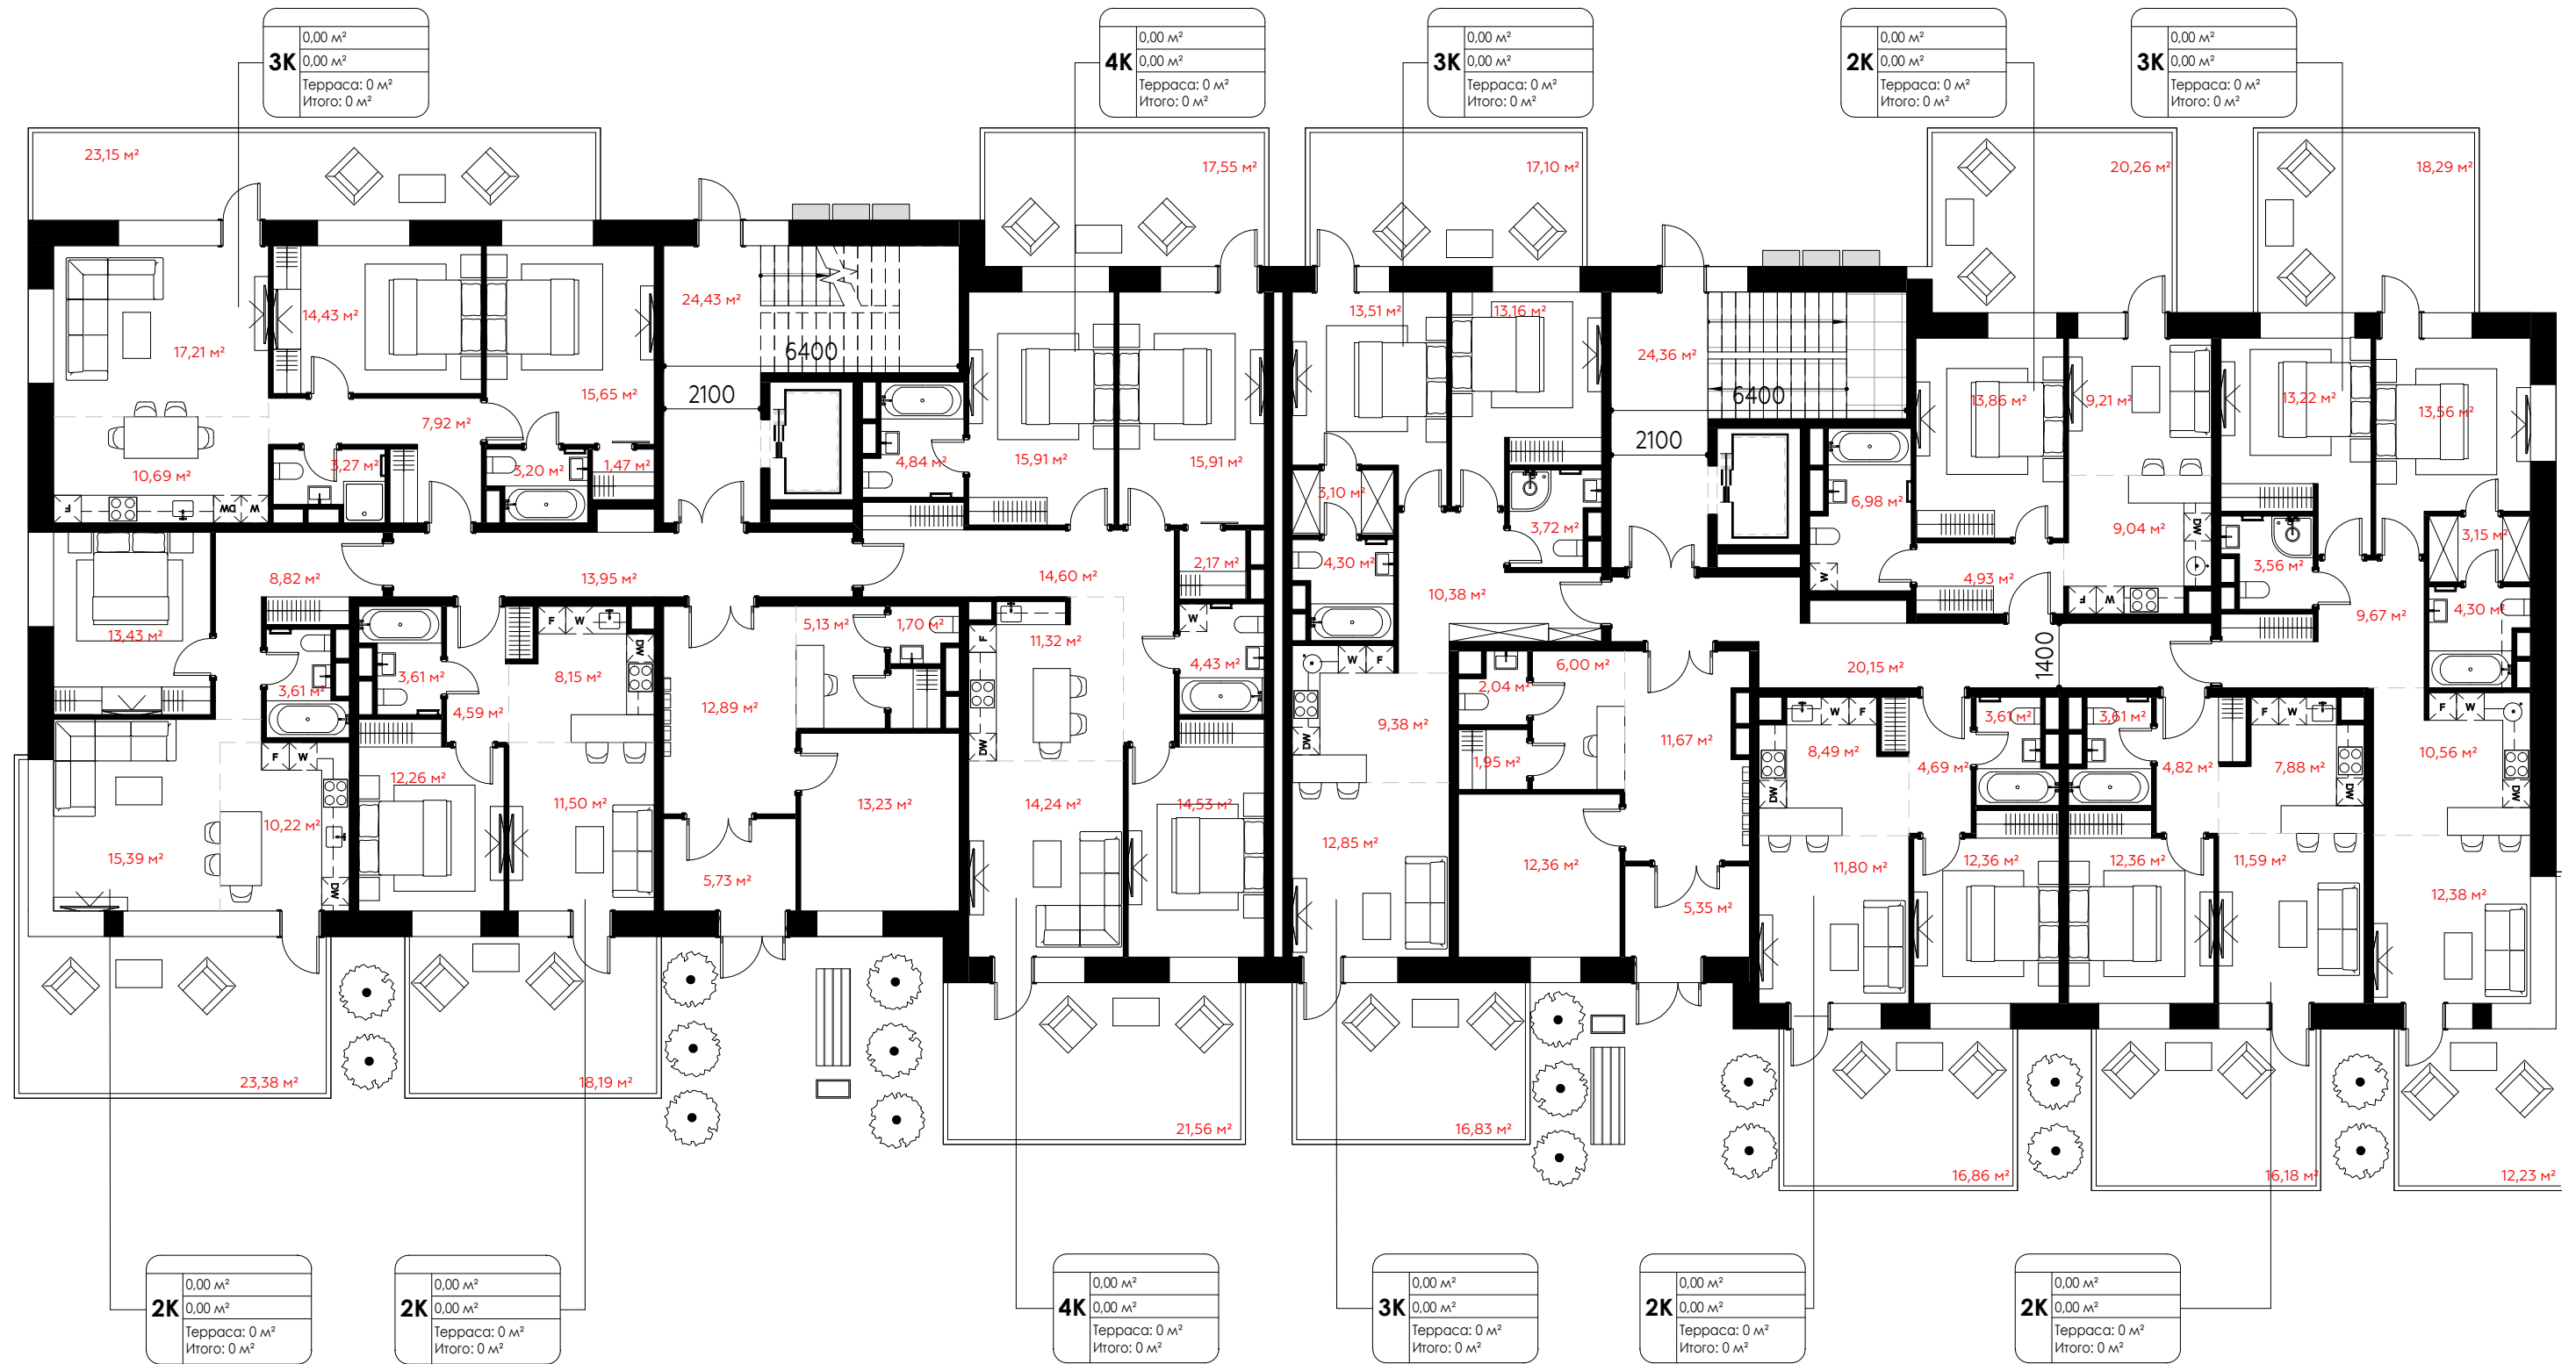 0,00 м²
3К
0,00 м²
Терраса: 0 м²
Итого: 0 м²
0,00 м²
4К
0,00 м²
Терраса: 0 м²
Итого: 0 м²
0,00 м²
3К
0,00 м²
Терраса: 0 м²
Итого: 0 м²
0,00 м²
2К
0,00 м²
Терраса: 0 м²
Итого: 0 м²
0,00 м²
3К
0,00 м²
Терраса: 0 м²
Итого: 0 м²
23,15 м²
17,55 м²
17,10 м²
20,26 м²
18,29 м²
14,43 м²
17,21 м²
15,65 м²
7,92 м²
10,69 м²
3,27 м²
3,20 м²
1,47 м²
F
DW
W
24,43 м²
6400
2100
4,84 м²
15,91 м²
15,91 м²
13,51 м²
13,16 м²
3,10 м²
3,72 м²
4,30 м²
10,38 м²
24,36 м²
6400
2100
6,98 м²
W
13,86 м²
9,21 м²
9,04 м²
DW
4,93 м²
F
W
13,22 м²
13,56 м²
3,15 м²
3,56 м²
4,30 м²
9,67 м²
8,82 м²
13,95 м²
14,60 м²
2,17 м²
13,43 м²
3,61 м²
3,61 м²
4,59 м²
F
W
DW
8,15 м²
12,89 м²
5,13 м²
1,70 м²
F
11,32 м²
DW
W
4,43 м²
W
F
DW
9,38 м²
6,00 м²
2,04 м²
1,95 м²
11,67 м²
20,15 м²
1400
F
W
10,22 м²
15,39 м²
DW
12,26 м²
11,50 м²
5,73 м²
13,23 м²
14,24 м²
14,53 м²
12,85 м²
12,36 м²
5,35 м²
W
F
8,49 м²
DW
4,69 м²
3,61 м²
3,61 м²
4,82 м²
F
W
7,88 м²
DW
F
W
10,56 м²
DW
11,80 м²
12,36 м²
12,36 м²
11,59 м²
12,38 м²
23,38 м²
18,19 м²
21,56 м²
16,83 м²
16,86 м²
16,18 м²
12,23 м²
0,00 м²
2К
0,00 м²
Терраса: 0 м²
Итого: 0 м²
0,00 м²
2К
0,00 м²
Терраса: 0 м²
Итого: 0 м²
0,00 м²
4К
0,00 м²
Терраса: 0 м²
Итого: 0 м²
0,00 м²
3К
0,00 м²
Терраса: 0 м²
Итого: 0 м²
0,00 м²
2К
0,00 м²
Терраса: 0 м²
Итого: 0 м²
0,00 м²
2К
0,00 м²
Терраса: 0 м²
Итого: 0 м²